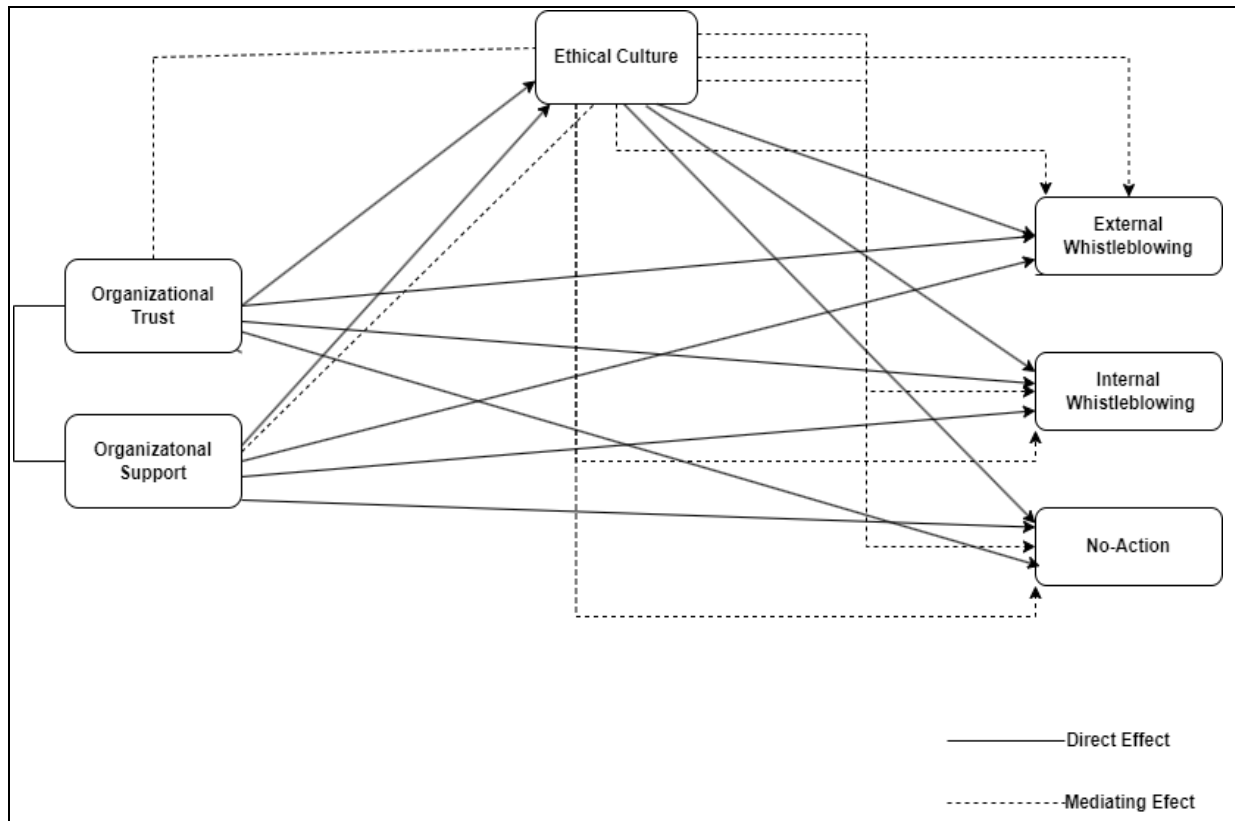 Ethical Culture
External
Whistleblowing
Organizational
Trust
Internal
Whistleblowing
Organizatonal
Support
No-Action
Direct Effect
Mediating Efect